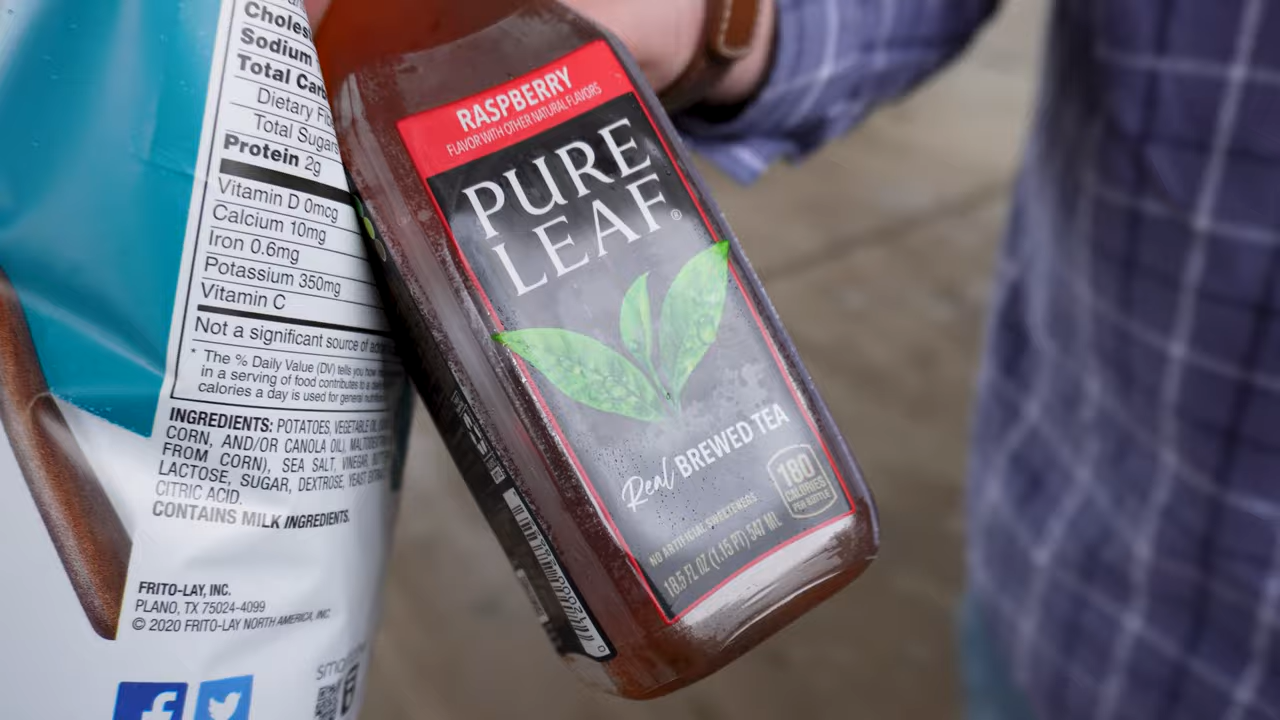 Choles
Sodium
Total Car
Dietary Fi
Total Sugars
Protein 2g
Vitamin D 0mcg
Calcium 10mg
Iron 0.6mg
Potassium 350mg
Vitamin C
Not a significant source of
* The % Daily Value (DV) tells you how
in a serving of food contributes to a
calories a day is used for general
INGREDIENTS: POTATOES, VEGETABLE OIL
CORN, AND/OR CANOLA OIL),
FROM CORN), SEA SALT, VINEGAR,
LACTOSE, SUGAR, DEXTROSE, YEAST
CITRIC ACID.
CONTAINS MILK INGREDIENTS.
FRITO-LAY, INC.
PLANO, TX 75024-4099
© 2020 FRITO-LAY NORTH AMERICA, INC.
RASPBERRY
FLAVOR WITH OTHER NATURAL FLAVORS
PURE
LEAF®
Real BREWED TEA
180
CALORIES
PER BOTTLE
NO ARTIFICIAL SWEETENERS
18.5 FL OZ (1.15 PT) 547 ML